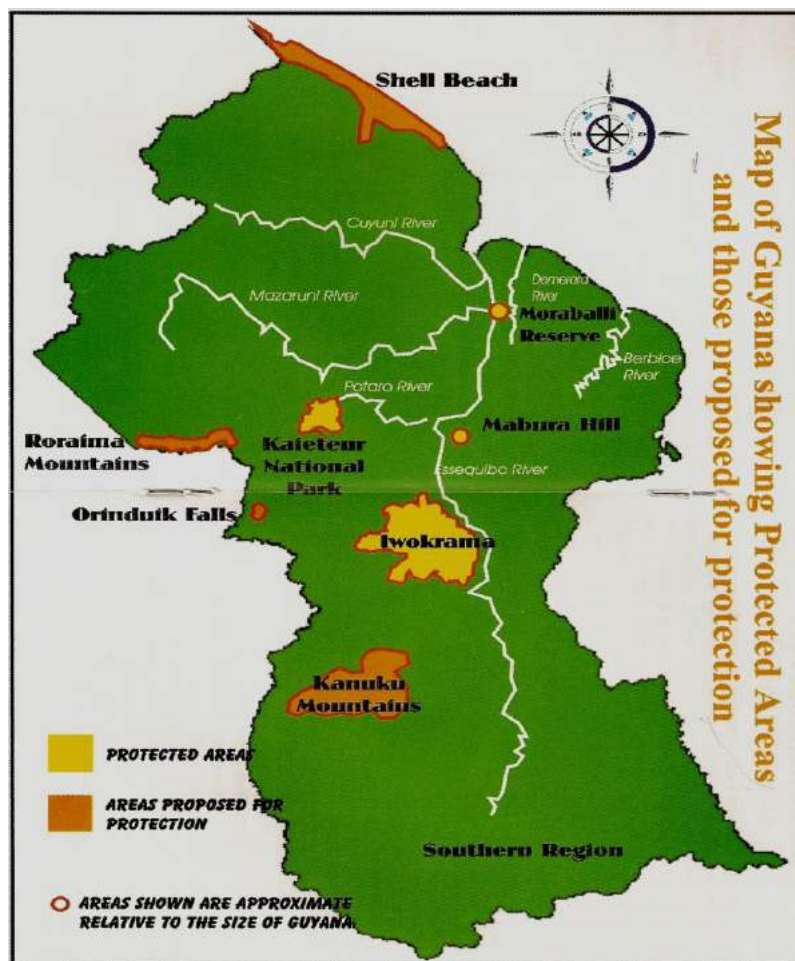 Shell Beach
Map of Guyana showing Protected Areas
and those proposed for protection
Cuyuni River
Demerara
River
Mazaruni River
Moraballi
Reserve
Berbice
River
Potaro River
Roraima
Mountains
Kaieteur
National
Park
Mabura Hill
Essequibo River
Orinduik Falls
Iwokrama
Kanuku
Mountains
PROTECTED AREAS
AREAS PROPOSED FOR
PROTECTION
Southern Region
AREAS SHOWN ARE APPROXIMATE
RELATIVE TO THE SIZE OF GUYANA.